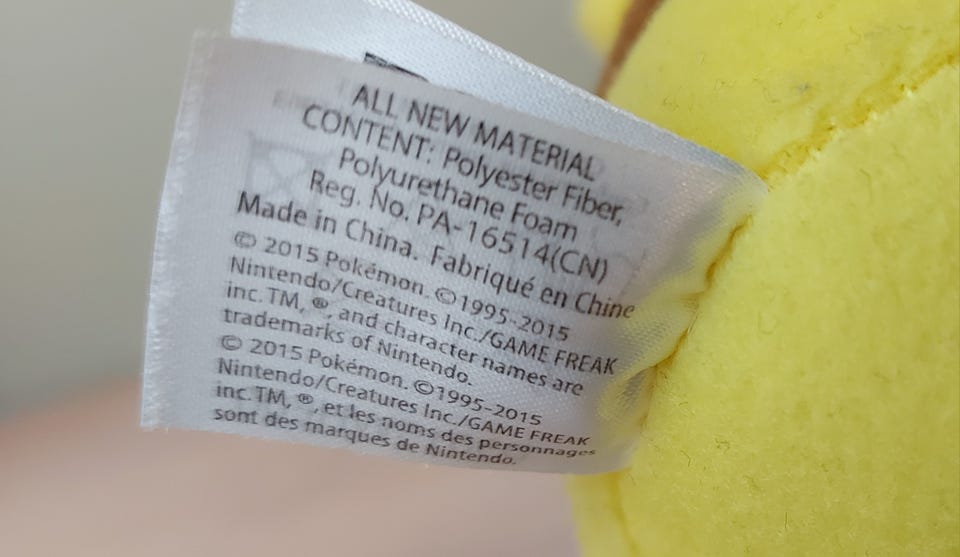 ALL NEW MATERIAL
CONTENT: Polyester Fiber,
Polyurethane Foam
Reg. No. PA-16514(CN)
Made in China. Fabriqué en Chine
© 2015 Pokémon. ©1995-2015
Nintendo/Creatures Inc./GAME FREAK
inc. TM, ®, and character names are
trademarks of Nintendo.
© 2015 Pokémon. ©1995-2015
Nintendo/Creatures Inc./GAME FREAK
inc. TM, ®, et les noms des personnages
sont des marques de Nintendo.